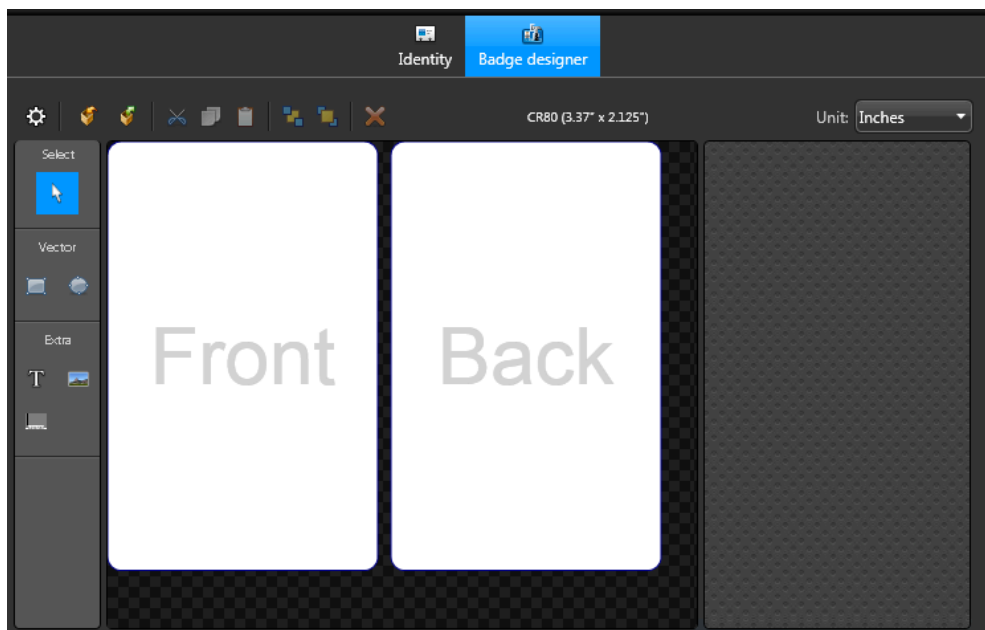 Identity
Badge designer
CR80 (3.37" x 2.125")
Unit: Inches
Select
Vector
Extra
T
Front
Back